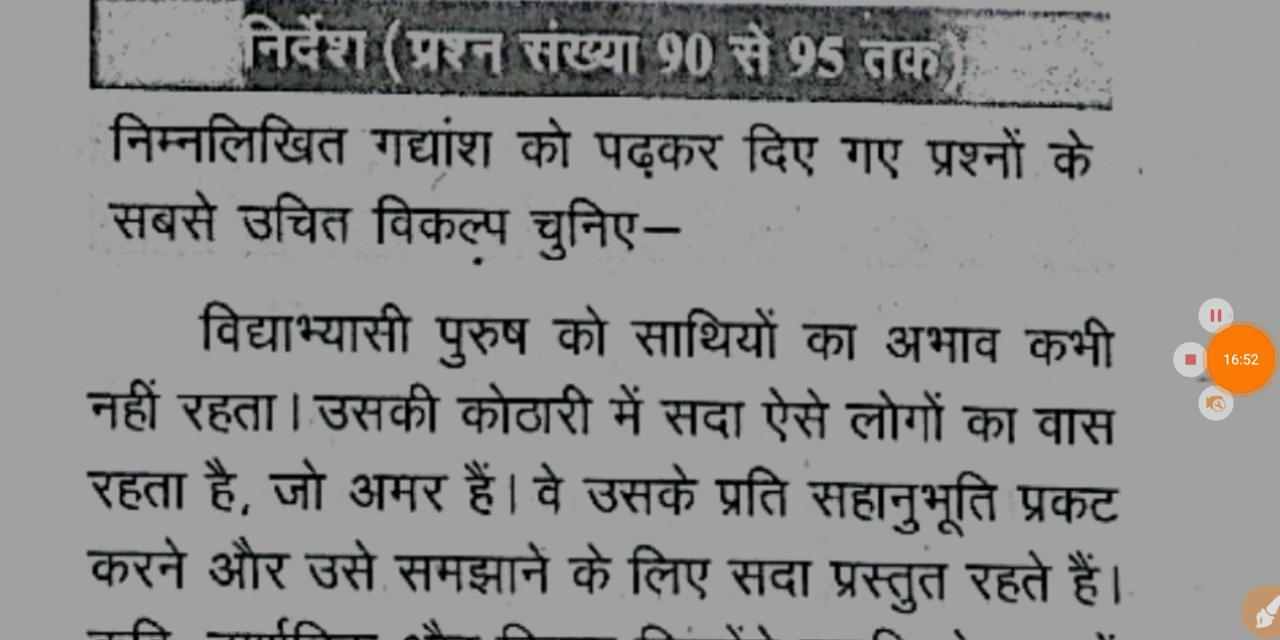 निर्देश (प्रश्न संख्या 90 से 95 तक)
निम्नलिखित गद्यांश को पढ़कर दिए गए प्रश्नों के
सबसे उचित विकल्प चुनिए–
विद्याभ्यासी पुरुष को साथियों का अभाव कभी
नहीं रहता। उसकी कोठारी में सदा ऐसे लोगों का वास
रहता है, जो अमर हैं। वे उसके प्रति सहानुभूति प्रकट
करने और उसे समझाने के लिए सदा प्रस्तुत रहते हैं।
16:52